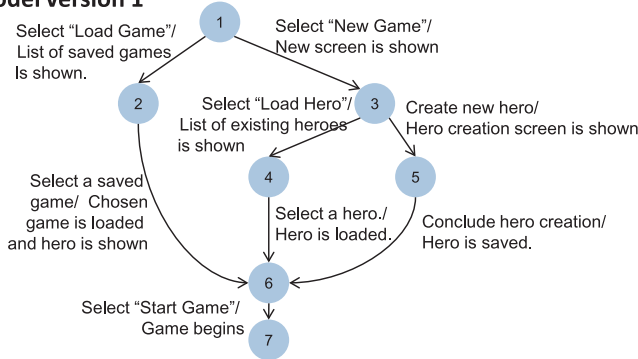 1
Select “Load Game”/
List of saved games
Is shown.
Select “New Game”/
New screen is shown
2
3
Select “Load Hero”/
List of existing heroes
is shown
Create new hero/
Hero creation screen is shown
4
5
Select a saved
game/ Chosen
game is loaded
and hero is shown
Select a hero./
Hero is loaded.
Conclude hero creation/
Hero is saved.
6
Select “Start Game”/
Game begins
7